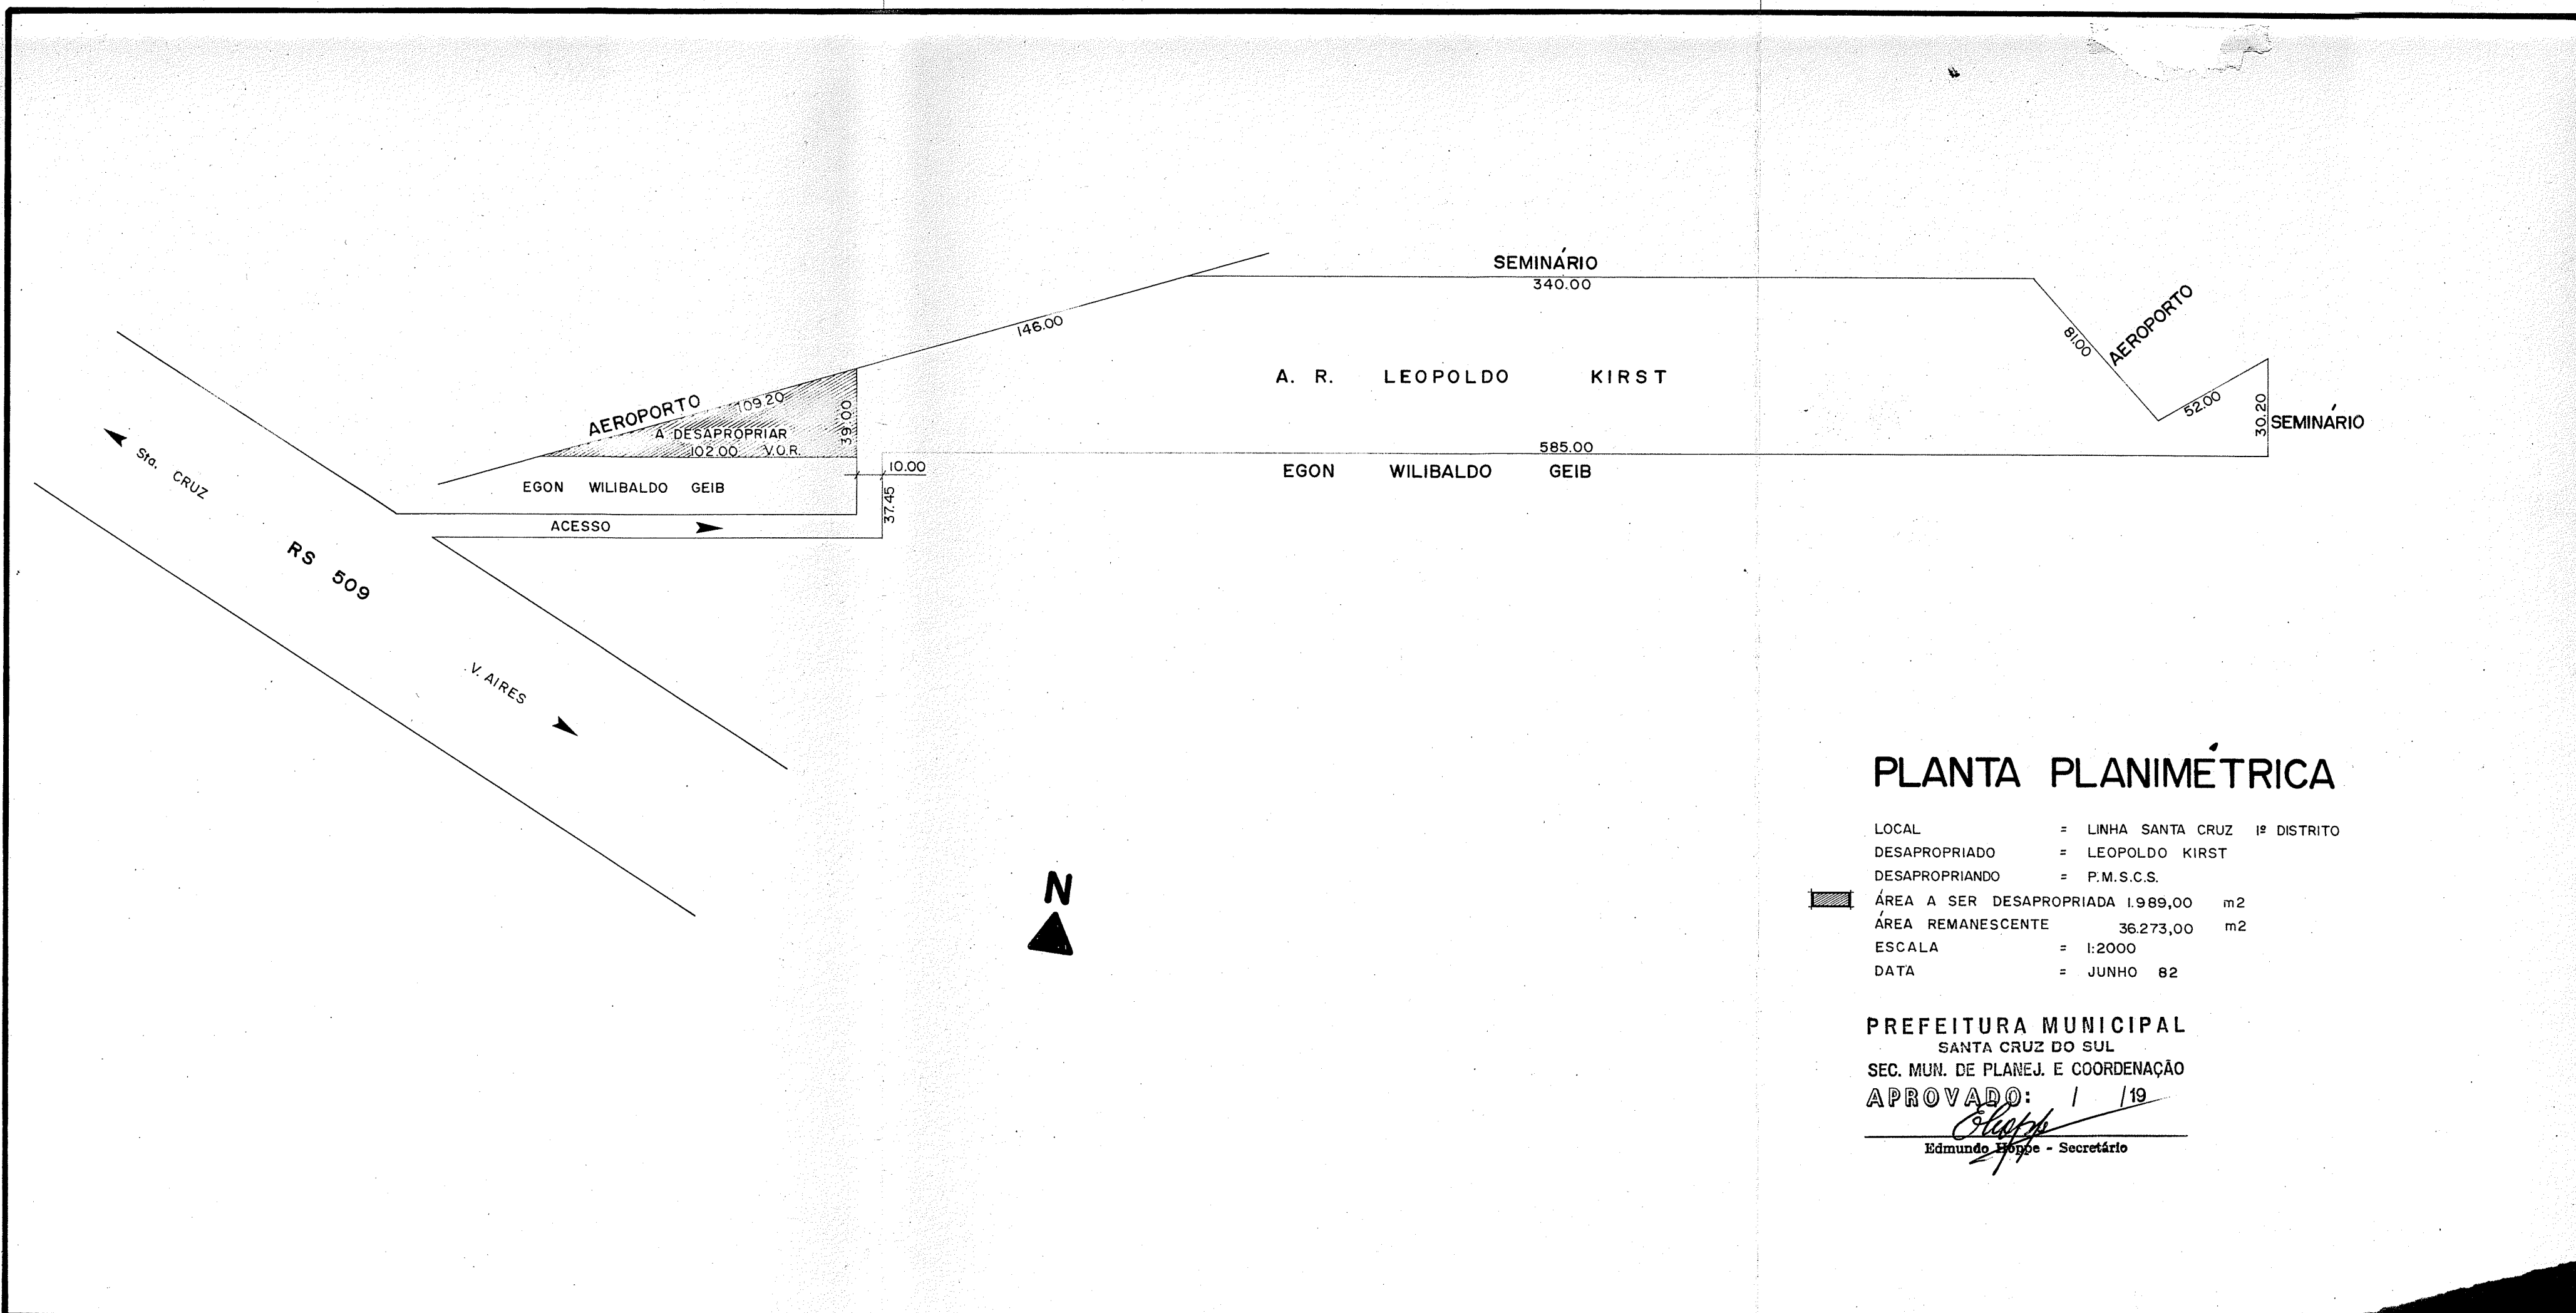 SEMINÁRIO
340.00
146.00
AEROPORTO
81.00
52.00
30.20
SEMINÁRIO
A. R. LEOPOLDO KIRST
585.00
EGON WILIBALDO GEIB
AEROPORTO
109.20
A DESAPROPRIAR
102.00 V.O.R.
39.00
10.00
37.45
EGON WILIBALDO GEIB
ACESSO
Sta. CRUZ
RS 509
V. AIRES
N
PLANTA PLANIMÉTRICA
LOCAL = LINHA SANTA CRUZ 1º DISTRITO
DESAPROPRIADO = LEOPOLDO KIRST
DESAPROPRIANDO = P.M.S.C.S.
ÁREA A SER DESAPROPRIADA 1.989,00 m2
ÁREA REMANESCENTE 36.273,00 m2
ESCALA = 1:2000
DATA = JUNHO 82
PREFEITURA MUNICIPAL
SANTA CRUZ DO SUL
SEC. MUN. DE PLANEJ. E COORDENAÇÃO
APROVADO: / /19
EHoppe
Edmundo Hoppe - Secretário